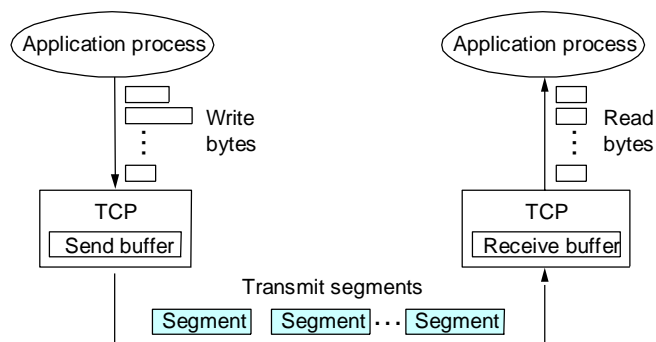 Application process
Application process
Write
bytes
Read
bytes
TCP
Send buffer
TCP
Receive buffer
Transmit segments
Segment Segment ... Segment